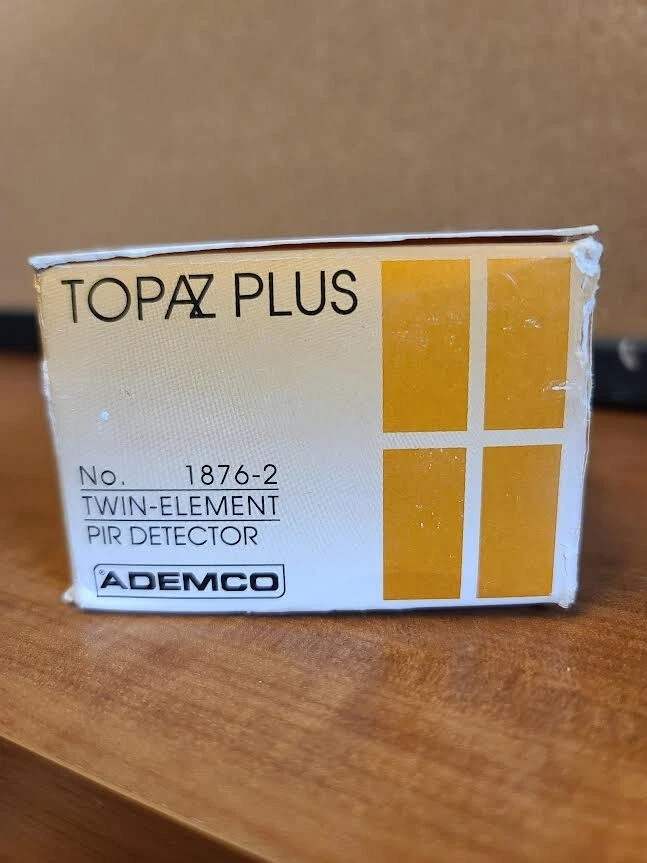 TOPAZ PLUS
No. 1876-2
TWIN-ELEMENT
PIR DETECTOR
®ADEMCO